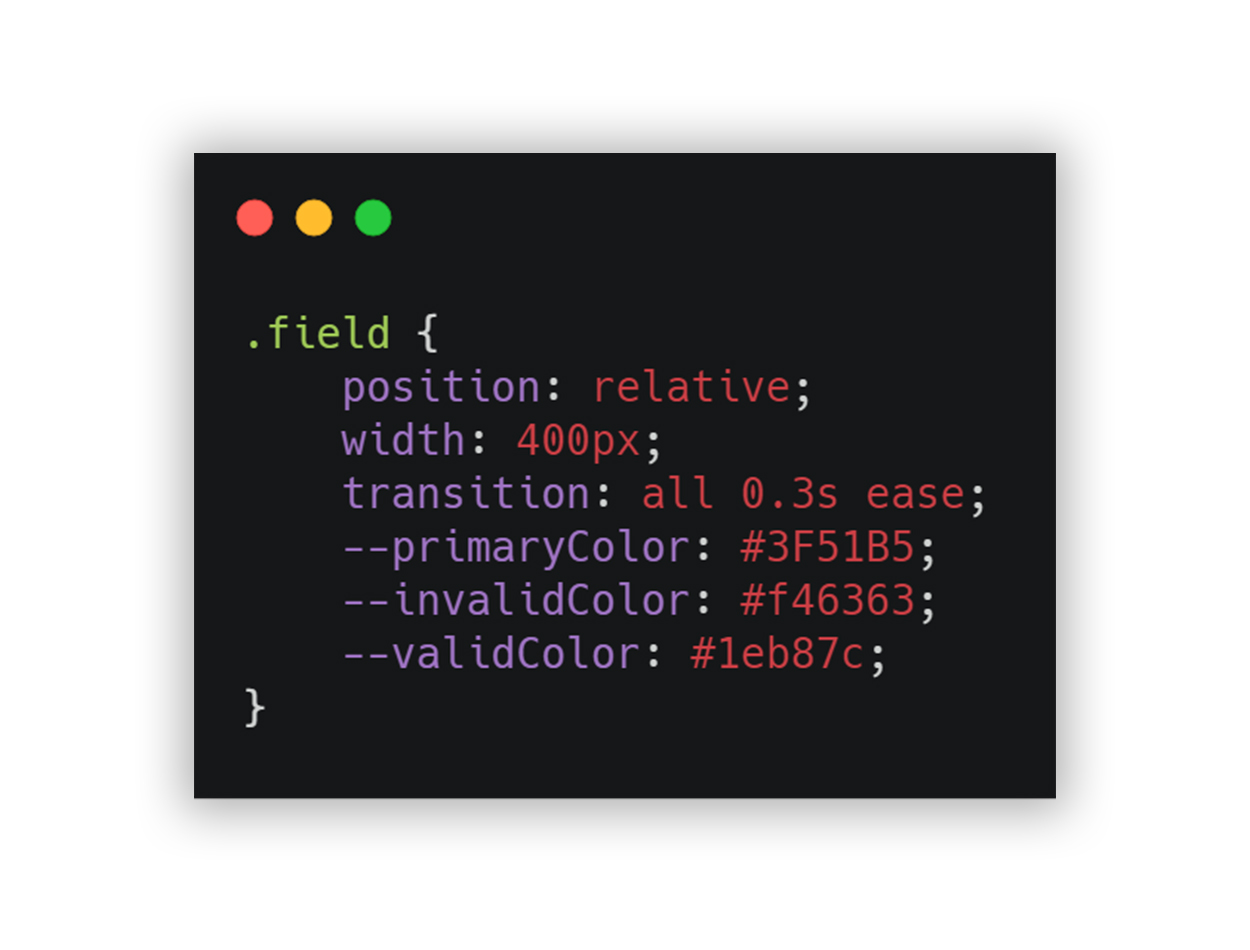 .field {
    position: relative;
    width: 400px;
    transition: all 0.3s ease;
    --primaryColor: #3F51B5;
    --invalidColor: #f46363;
    --validColor: #1eb87c;
}